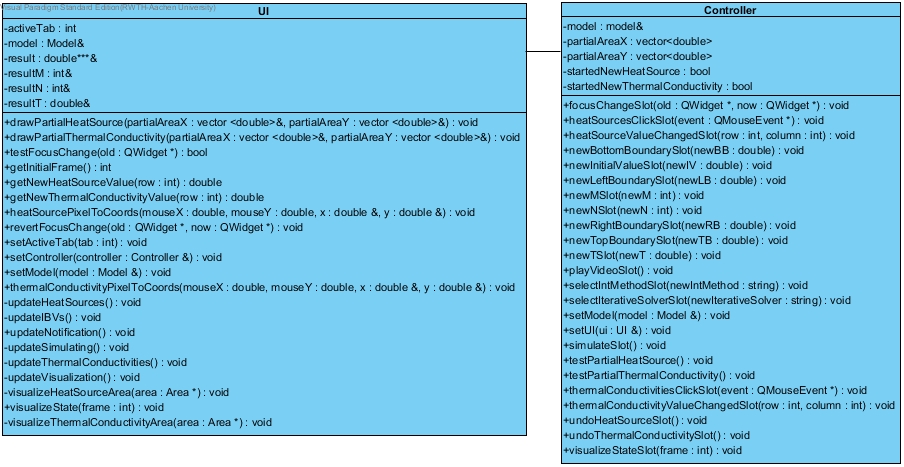 Visual Paradigm Standard Edition(RWTH-Aachen University)
UI
-activeTab : int
-model : Model&
-result : double***&
-resultM : int&
-resultN : int&
-resultT : double&
+drawPartialHeatSource(partialAreaX : vector <double>&, partialAreaY : vector <double>&) : void
+drawPartialThermalConductivity(partialAreaX : vector <double>&, partialAreaY : vector <double>&) : void
+testFocusChange(old : QWidget *) : bool
+getInitialFrame() : int
+getNewHeatSourceValue(row : int) : double
+getNewThermalConductivityValue(row : int) : double
+heatSourcePixelToCoords(mouseX : double, mouseY : double, x : double &, y : double &) : void
+revertFocusChange(old : QWidget *, now : QWidget *) : void
+setActiveTab(tab : int) : void
+setController(controller : Controller &) : void
+setModel(model : Model &) : void
+thermalConductivityPixelToCoords(mouseX : double, mouseY : double, x : double &, y : double &) : void
-updateHeatSources() : void
-updateIBVs() : void
+updateNotification() : void
-updateSimulating() : void
-updateThermalConductivities() : void
-updateVisualization() : void
-visualizeHeatSourceArea(area : Area *) : void
+visualizeState(frame : int) : void
-visualizeThermalConductivityArea(area : Area *) : void
Controller
-model : model&
-partialAreaX : vector<double>
-partialAreaY : vector<double>
-startedNewHeatSource : bool
-startedNewThermalConductivity : bool
+focusChangeSlot(old : QWidget *, now : QWidget *) : void
+heatSourcesClickSlot(event : QMouseEvent *) : void
+heatSourceValueChangedSlot(row : int, column : int) : void
+newBottomBoundarySlot(newBB : double) : void
+newInitialValueSlot(newIV : double) : void
+newLeftBoundarySlot(newLB : double) : void
+newMSlot(newM : int) : void
+newNSlot(newN : int) : void
+newRightBoundarySlot(newRB : double) : void
+newTopBoundarySlot(newTB : double) : void
+newTSlot(newT : double) : void
+playVideoSlot() : void
+selectIntMethodSlot(newIntMethod : string) : void
+selectIterativeSolverSlot(newIterativeSolver : string) : void
+setModel(model : Model &) : void
+setUI(ui : UI &) : void
+simulateSlot() : void
+testPartialHeatSource() : void
+testPartialThermalConductivity() : void
+thermalConductivitiesClickSlot(event : QMouseEvent *) : void
+thermalConductivityValueChangedSlot(row : int, column : int) : void
+undoHeatSourceSlot() : void
+undoThermalConductivitySlot() : void
+visualizeStateSlot(frame : int) : void